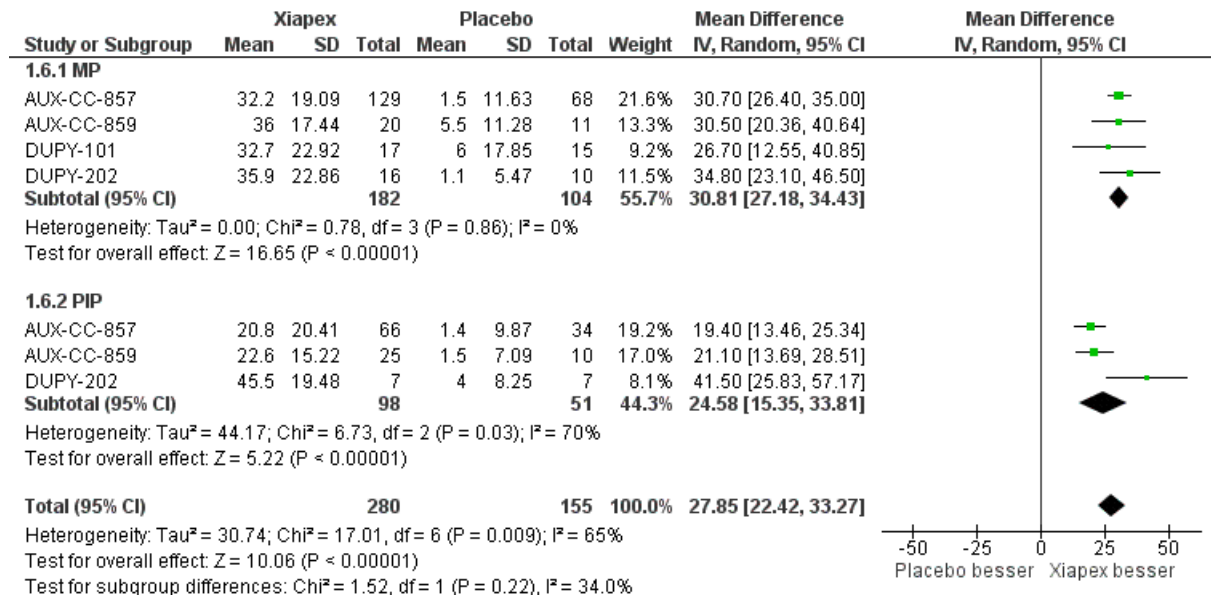 Xiapex Placebo Mean Difference Mean Difference
Study or Subgroup Mean SD Total Mean SD Total Weight IV, Random, 95% CI IV, Random, 95% CI
1.6.1 MP
AUX-CC-857 32.2 19.09 129 1.5 11.63 68 21.6% 30.70 [26.40, 35.00]
AUX-CC-859 36 17.44 20 5.5 11.28 11 13.3% 30.50 [20.36, 40.64]
DUPY-101 32.7 22.92 17 6 17.85 15 9.2% 26.70 [12.55, 40.85]
DUPY-202 35.9 22.86 16 1.1 5.47 10 11.5% 34.80 [23.10, 46.50]
Subtotal (95% CI) 182 104 55.7% 30.81 [27.18, 34.43]
Heterogeneity: Tau² = 0.00; Chi² = 0.78, df = 3 (P = 0.86); I² = 0%
Test for overall effect: Z = 16.65 (P < 0.00001)
1.6.2 PIP
AUX-CC-857 20.8 20.41 66 1.4 9.87 34 19.2% 19.40 [13.46, 25.34]
AUX-CC-859 22.6 15.22 25 1.5 7.09 10 17.0% 21.10 [13.69, 28.51]
DUPY-202 45.5 19.48 7 4 8.25 7 8.1% 41.50 [25.83, 57.17]
Subtotal (95% CI) 98 51 44.3% 24.58 [15.35, 33.81]
Heterogeneity: Tau² = 44.17; Chi² = 6.73, df = 2 (P = 0.03); I² = 70%
Test for overall effect: Z = 5.22 (P < 0.00001)
Total (95% CI) 280 155 100.0% 27.85 [22.42, 33.27]
Heterogeneity: Tau² = 30.74; Chi² = 17.01, df = 6 (P = 0.009); I² = 65%
Test for overall effect: Z = 10.06 (P < 0.00001)
Test for subgroup differences: Chi² = 1.52, df = 1 (P = 0.22), I² = 34.0%
-50 -25 0 25 50
Placebo besser Xiapex besser